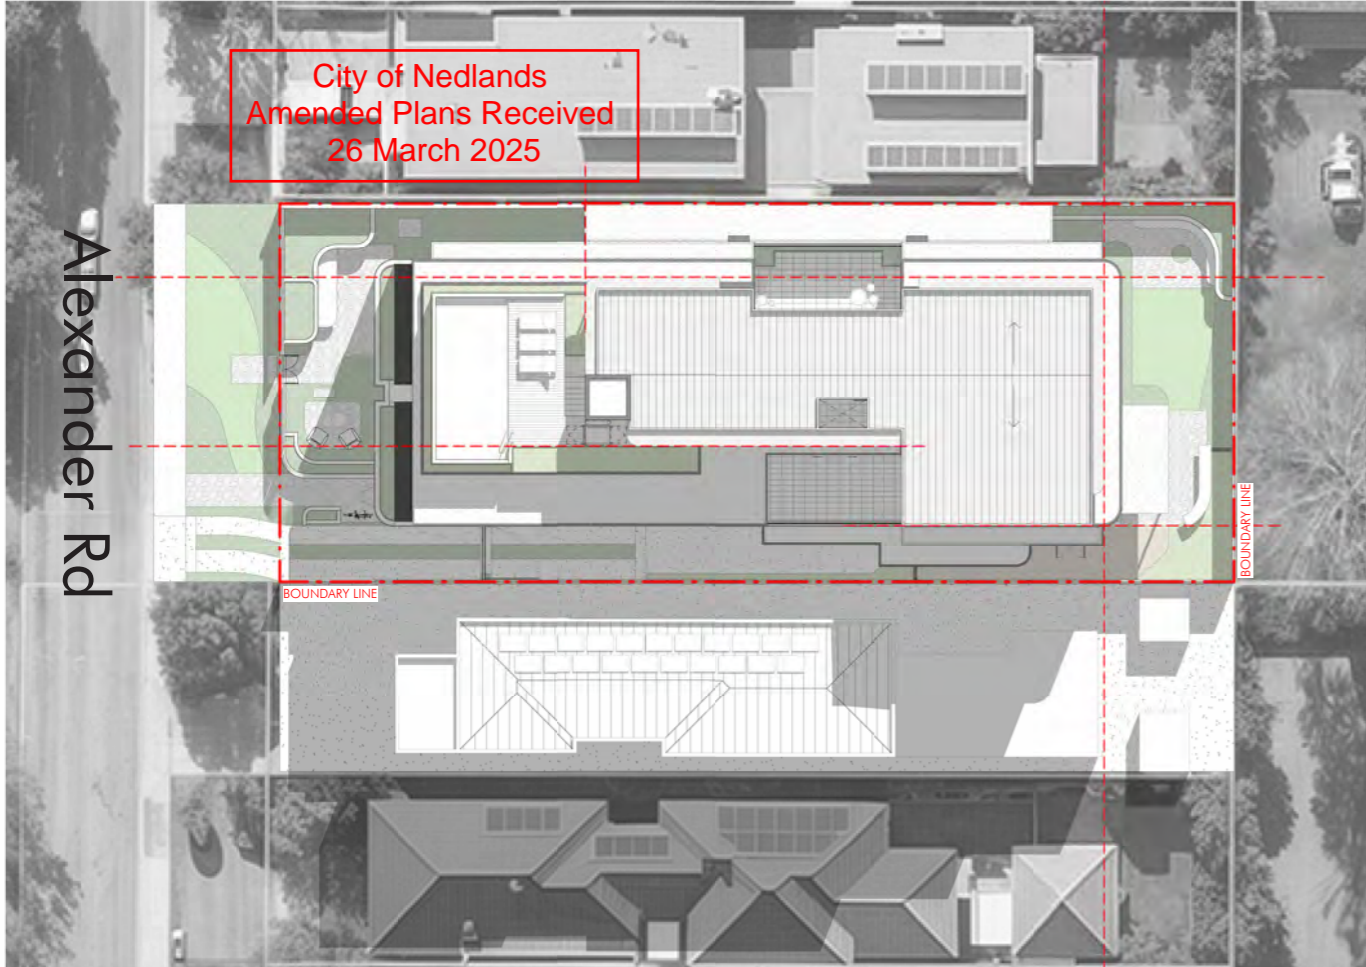 City of Nedlands
Amended Plans Received
26 March 2025
Alexander Rd
BOUNDARY LINE
BOUNDARY LINE